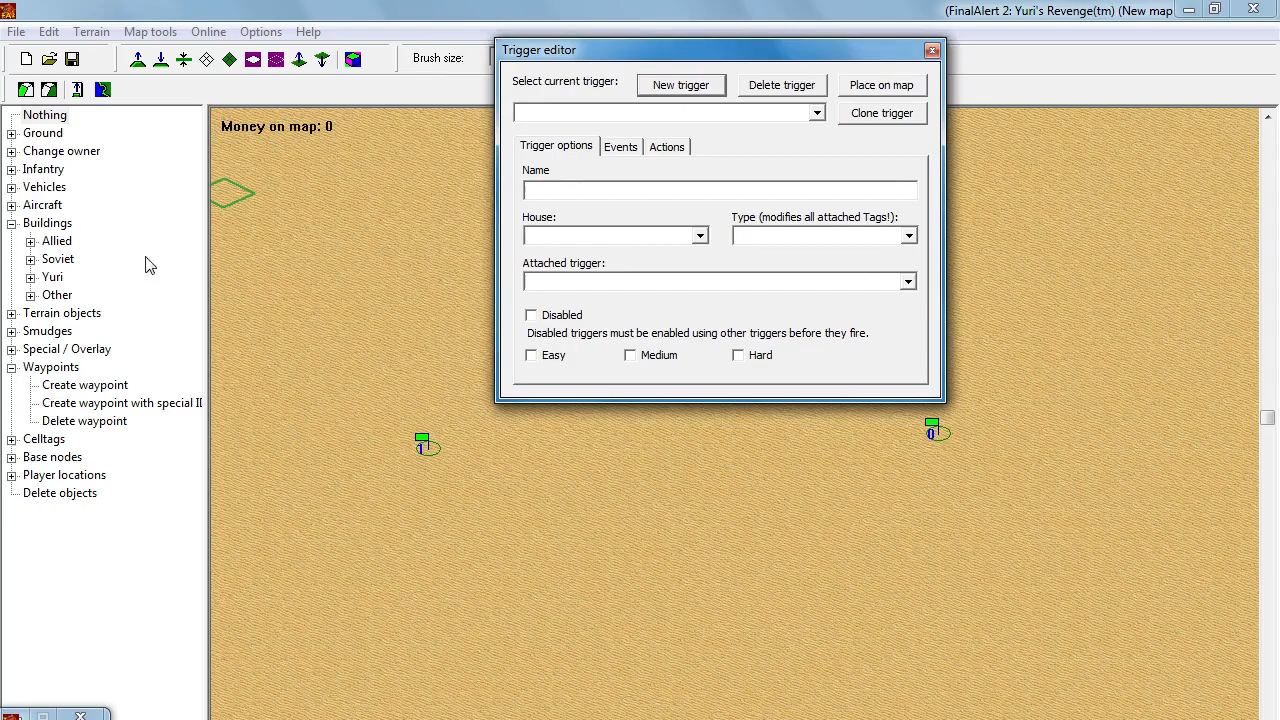 (FinalAlert 2: Yuri's Revenge(tm) (New map
File Edit Terrain Map tools Online Options Help
Brush size:
Trigger editor
Select current trigger:
New trigger
Delete trigger
Place on map
Clone trigger
Trigger options
Events
Actions
Name
House:
Type (modifies all attached Tags!):
Attached trigger:
Disabled
Disabled triggers must be enabled using other triggers before they fire.
Easy
Medium
Hard
Nothing
Ground
Change owner
Infantry
Vehicles
Aircraft
Buildings
Allied
Soviet
Yuri
Other
Terrain objects
Smudges
Special / Overlay
Waypoints
Create waypoint
Create waypoint with special II
Delete waypoint
Celltags
Base nodes
Player locations
Delete objects
Money on map: 0
1
0